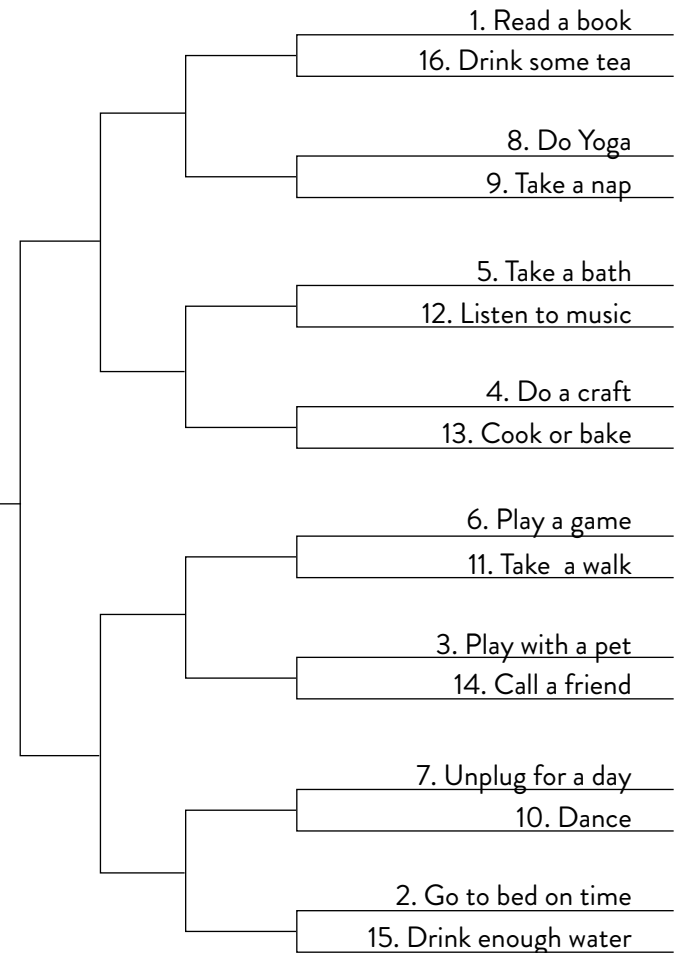 1. Read a book
16. Drink some tea
8. Do Yoga
9. Take a nap
5. Take a bath
12. Listen to music
4. Do a craft
13. Cook or bake
6. Play a game
11. Take  a walk
3. Play with a pet
14. Call a friend
7. Unplug for a day
10. Dance
2. Go to bed on time
15. Drink enough water